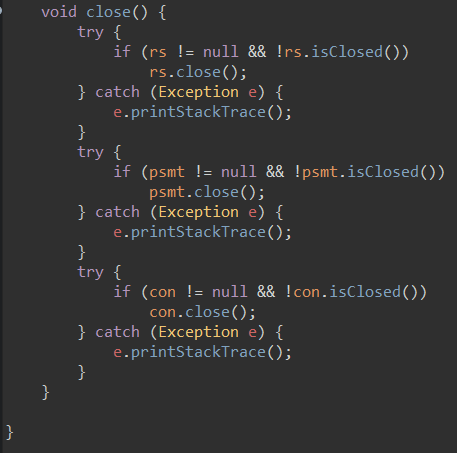 void close() {
try {
if (rs != null && !rs.isClosed())
rs.close();
} catch (Exception e) {
e.printStackTrace();
}
try {
if (psmt != null && !psmt.isClosed())
psmt.close();
} catch (Exception e) {
e.printStackTrace();
}
try {
if (con != null && !con.isClosed())
con.close();
} catch (Exception e) {
e.printStackTrace();
}
}
}